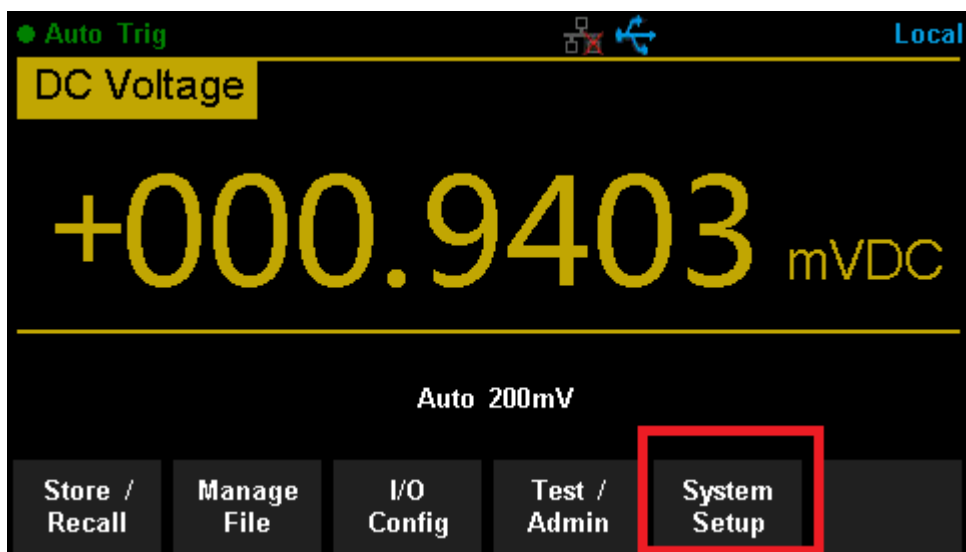 Auto Trig
Local
DC Voltage
+000.9403 mVDC
Auto 200mV
Store / Recall
Manage File
I/O Config
Test / Admin
System Setup